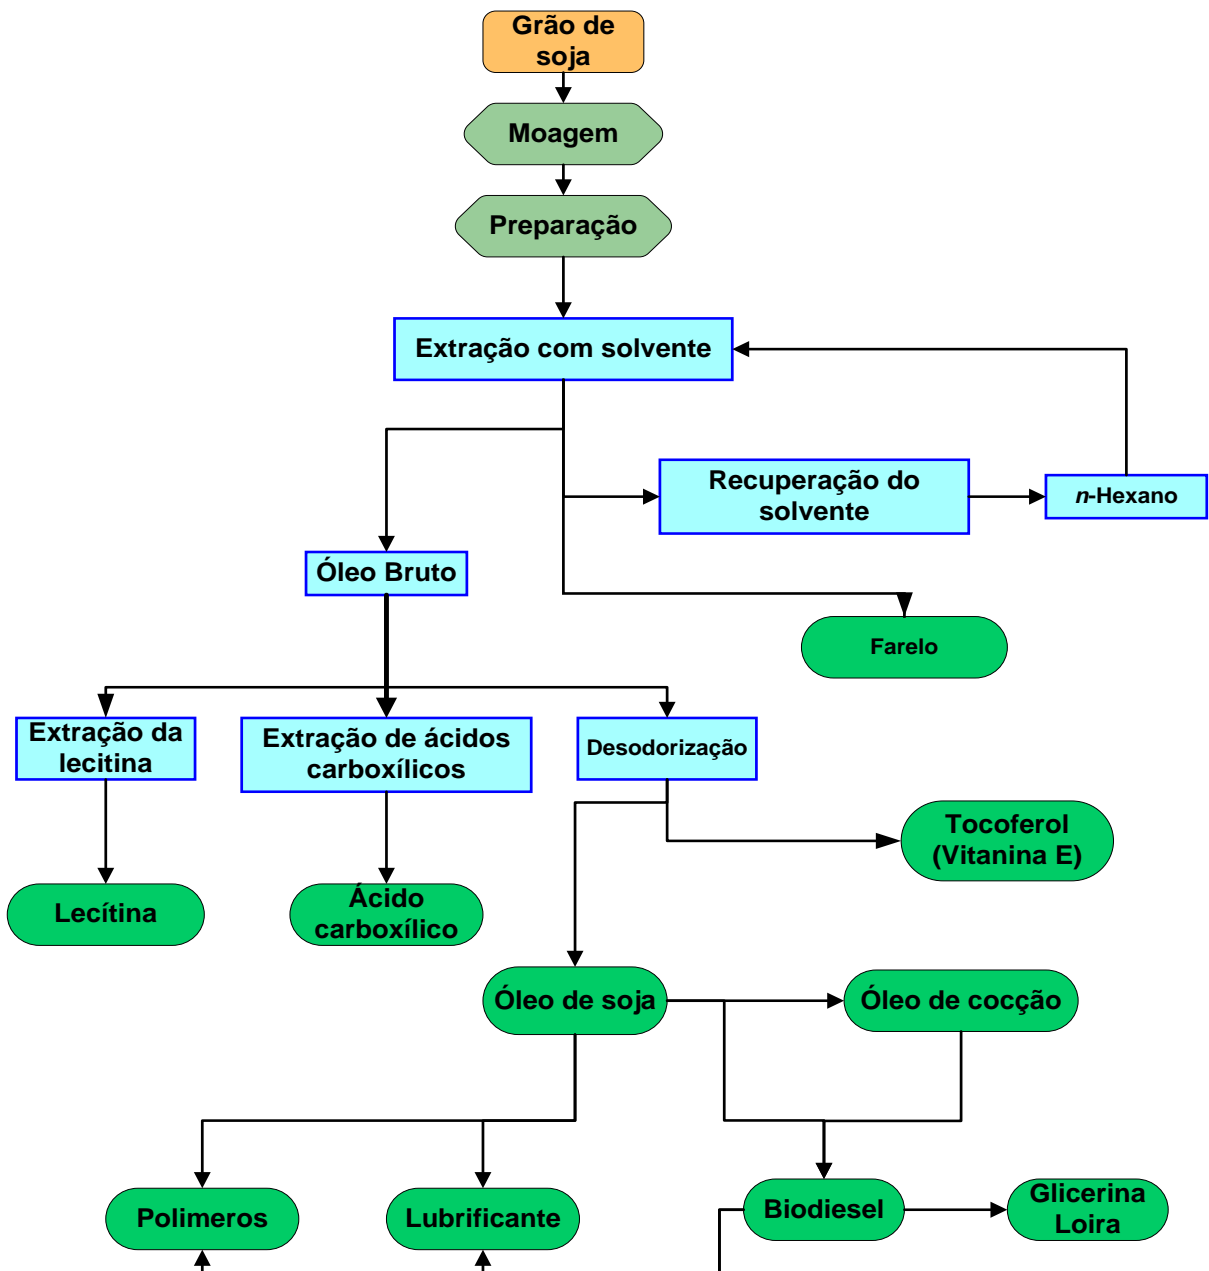 Grão de
soja
Moagem
Preparação
Extração com solvente
Recuperação do
solvente
n-Hexano
Óleo Bruto
Farelo
Extração da
lecitina
Extração de ácidos
carboxílicos
Desodorização
Tocoferol
(Vitanina E)
Lecítina
Ácido
carboxílico
Óleo de soja
Óleo de cocção
Polimeros
Lubrificante
Biodiesel
Glicerina
Loira